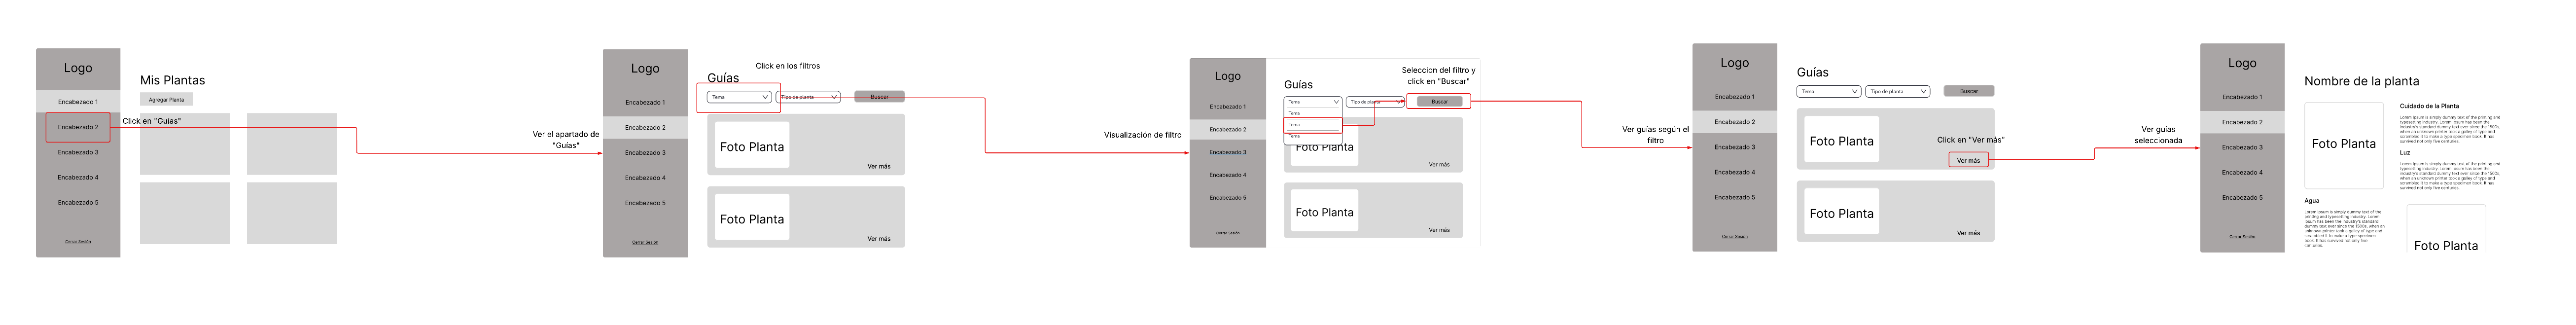 Logo
Encabezado 1
Encabezado 2
Encabezado 3
Encabezado 4
Encabezado 5
Cerrar Sesión
Mis Plantas
Agregar Planta
Click en "Guías"
Ver el apartado de
"Guías"
Logo
Encabezado 1
Encabezado 2
Encabezado 3
Encabezado 4
Encabezado 5
Cerrar Sesión
Click en los filtros
Guías
Tema
Tipo de planta
Buscar
Foto Planta
Ver más
Foto Planta
Ver más
Visualización de filtro
Logo
Encabezado 1
Encabezado 2
Encabezado 3
Encabezado 4
Encabezado 5
Cerrar Sesión
Seleccion del filtro y
click en "Buscar"
Guías
Tema
Tipo de planta
Buscar
Tema
Tema
Tema
Foto Planta
Ver más
Foto Planta
Ver más
Ver guías según el
filtro
Logo
Encabezado 1
Encabezado 2
Encabezado 3
Encabezado 4
Encabezado 5
Cerrar Sesión
Guías
Tema
Tipo de planta
Buscar
Foto Planta
Click en "Ver más"
Ver más
Foto Planta
Ver más
Ver guías
seleccionada
Logo
Encabezado 1
Encabezado 2
Encabezado 3
Encabezado 4
Encabezado 5
Cerrar Sesión
Nombre de la planta
Foto Planta
Cuidado de la Planta
Lorem Ipsum is simply dummy text of the printing and
typesetting industry. Lorem Ipsum has been the
industry's standard dummy text ever since the 1500s,
when an unknown printer took a galley of type and
scrambled it to make a type specimen book. It has
survived not only five centuries.
Luz
Lorem Ipsum is simply dummy text of the printing and
typesetting industry. Lorem Ipsum has been the
industry's standard dummy text ever since the 1500s,
when an unknown printer took a galley of type and
scrambled it to make a type specimen book. It has
survived not only five centuries.
Agua
Lorem Ipsum is simply dummy text of the
printing and typesetting industry. Lorem
Ipsum has been the industry's standard
dummy text ever since the 1500s, when an
unknown printer took a galley of type and
scrambled it to make a type specimen
book. It has survived not only five
centuries.
Foto Planta